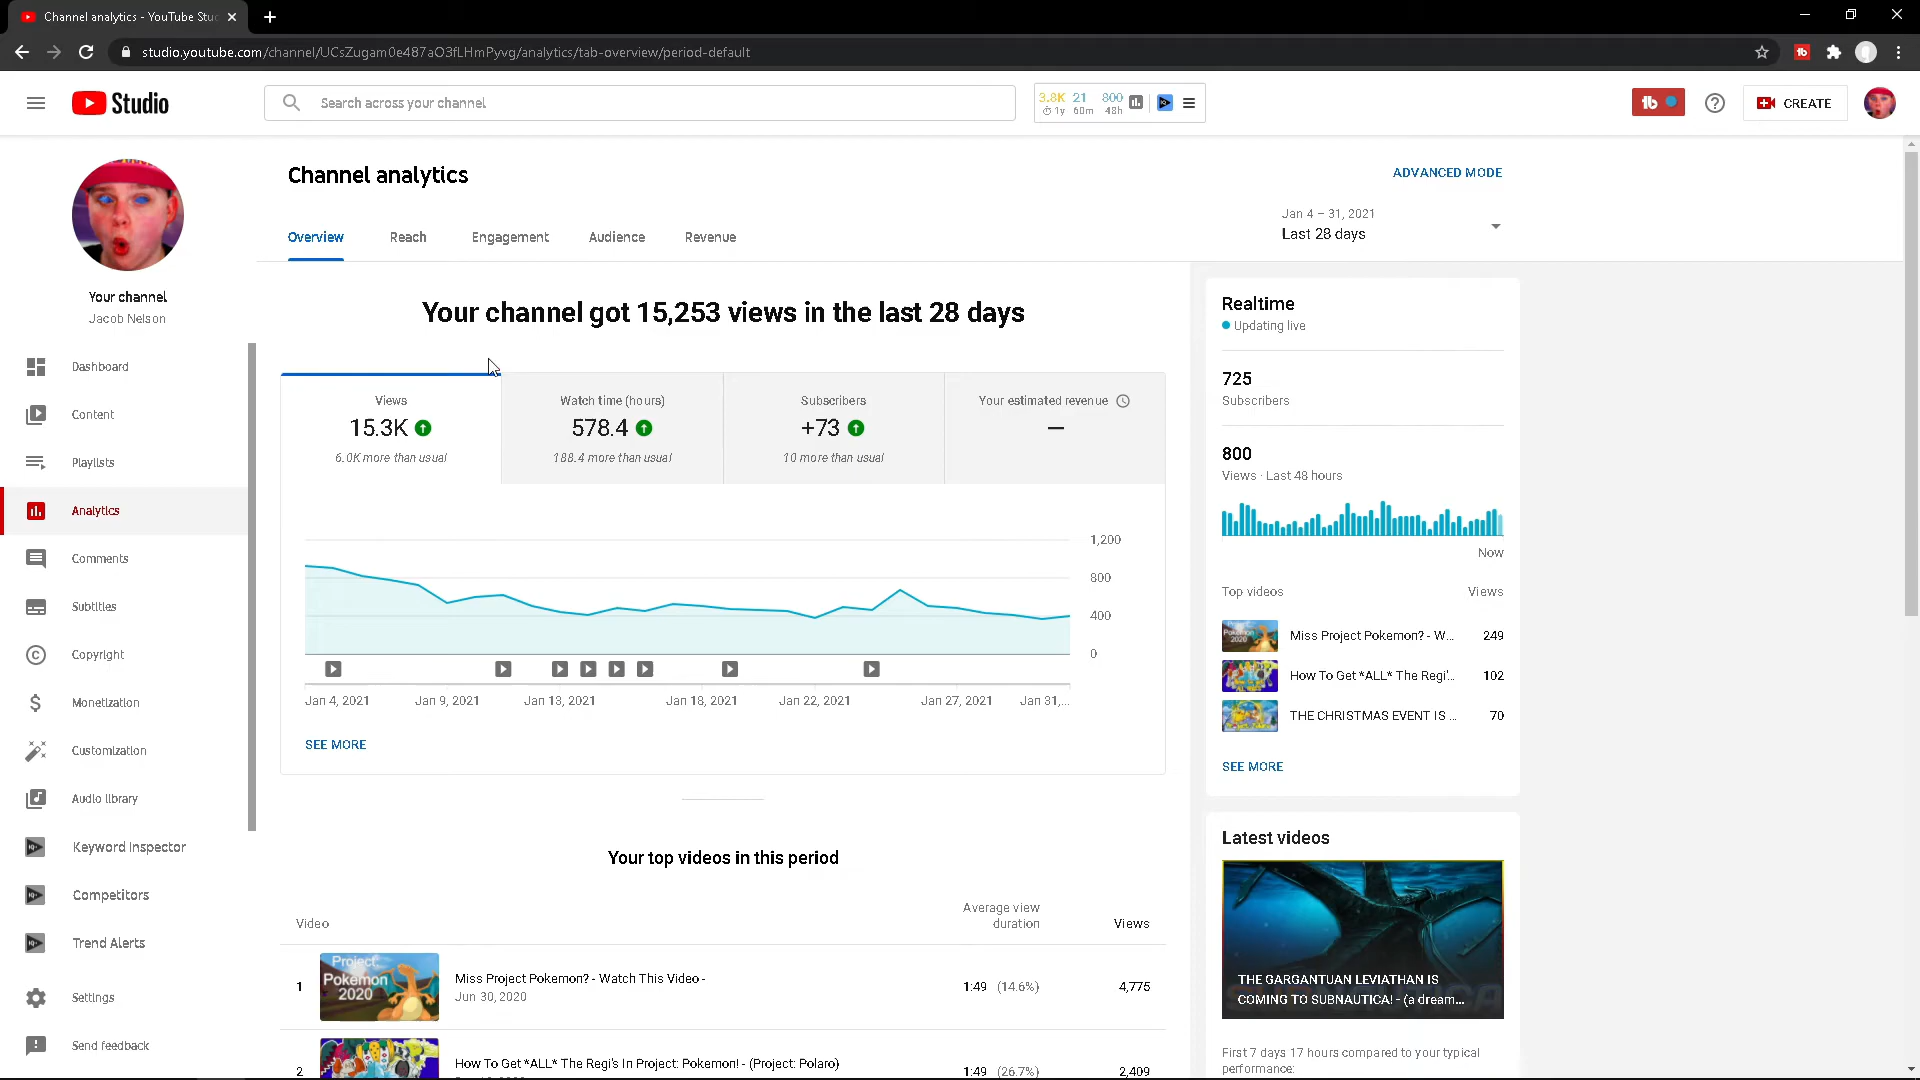 Channel analytics - YouTube Stu
studio.youtube.com/channel/UCsZugam0e487aO3fLHmPyvg/analytics/tab-overview/period-default
Studio
Search across your channel
3.8K 21 800
1y 60m 48h
CREATE
Channel analytics
ADVANCED MODE
Jan 4 – 31, 2021
Last 28 days
Overview Reach Engagement Audience Revenue
Your channel
Jacob Nelson
Dashboard
Content
Playlists
Analytics
Comments
Subtitles
Copyright
Monetization
Customization
Audio library
Keyword Inspector
Competitors
Trend Alerts
Settings
Send feedback
Your channel got 15,253 views in the last 28 days
Views
15.3K
6.0K more than usual
Watch time (hours)
578.4
188.4 more than usual
Subscribers
+73
10 more than usual
Your estimated revenue
—
1,200
800
400
0
Jan 4, 2021 Jan 9, 2021 Jan 13, 2021 Jan 18, 2021 Jan 22, 2021 Jan 27, 2021 Jan 31,...
SEE MORE
Your top videos in this period
Video
Average view
duration
Views
1
Project
Pokemon
2020
Miss Project Pokemon? - Watch This Video -
Jun 30, 2020
1:49 (14.6%)
4,775
2
How To Get *ALL* The Regi's In Project: Pokemon! - (Project: Polaro)
1:49 (26.7%)
2,409
Realtime
Updating live
725
Subscribers
800
Views · Last 48 hours
Now
Top videos Views
Miss Project Pokemon? - W... 249
How To Get *ALL* The Regi'... 102
THE CHRISTMAS EVENT IS ... 70
SEE MORE
Latest videos
THE GARGANTUAN LEVIATHAN IS
COMING TO SUBNAUTICA! - (a dream...
First 7 days 17 hours compared to your typical
performance: